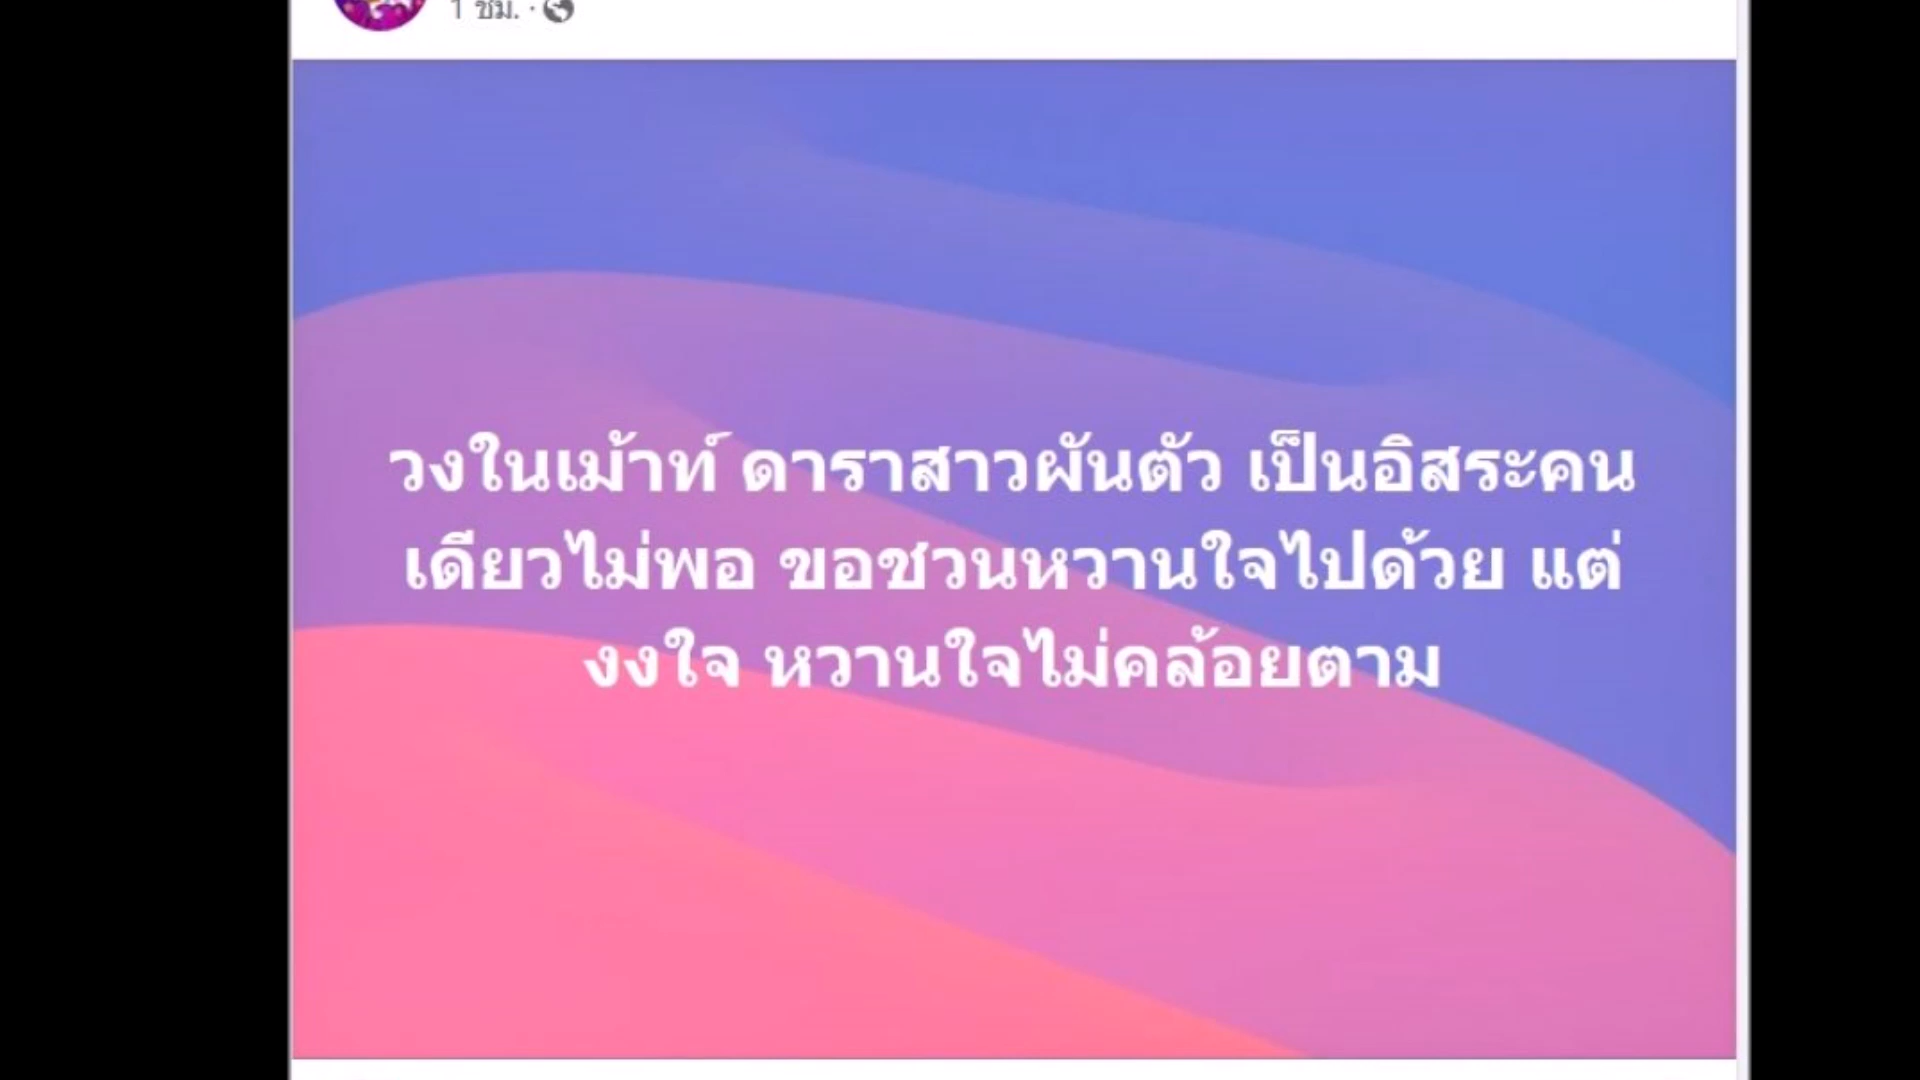 1 ชม. ·
วงในเม้าท์ ดาราสาวผันตัว เป็นอิสระคน
เดียวไม่พอ ขอชวนหวานใจไปด้วย แต่
งงใจ หวานใจไม่คล้อยตาม